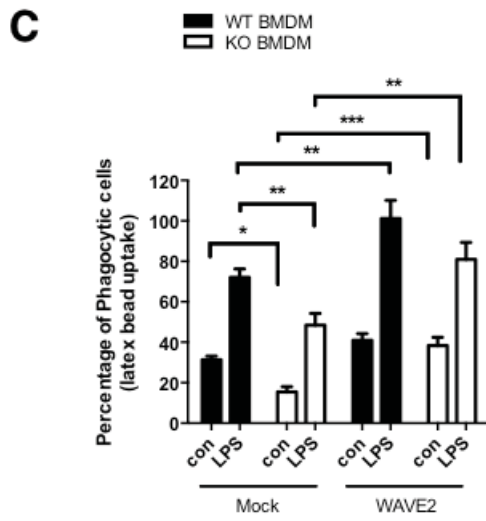 C
WT BMDM
KO BMDM
**
***
**
**
*
Percentage of Phagocytic cells
(latex bead uptake)
120
100
80
60
40
20
0
con LPS con LPS con LPS con LPS
Mock WAVE2